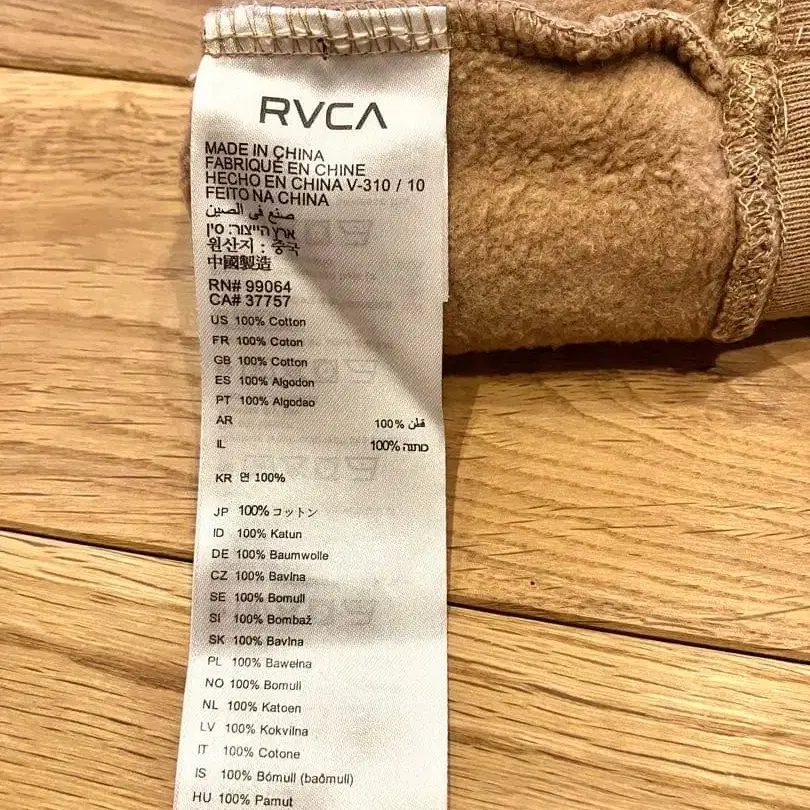 RVCA
MADE IN CHINA
FABRIQUÉ EN CHINE
HECHO EN CHINA V-310 / 10
FEITO NA CHINA
صنع في الصين
ארץ הייצור: סין
원산지 : 중국
中國製造
RN# 99064
CA# 37757
US 100% Cotton
FR 100% Coton
GB 100% Cotton
ES 100% Algodon
PT 100% Algodao
AR 100% قطن
IL 100% כותנה
KR 면 100%
JP 100% コットン
ID 100% Katun
DE 100% Baumwolle
CZ 100% Bavlna
SE 100% Bomull
SI 100% Bombaž
SK 100% Bavlna
PL 100% Bawełna
NO 100% Bomull
NL 100% Katoen
LV 100% Kokvilna
IT 100% Cotone
IS 100% Bómull (baðmull)
HU 100% Pamut